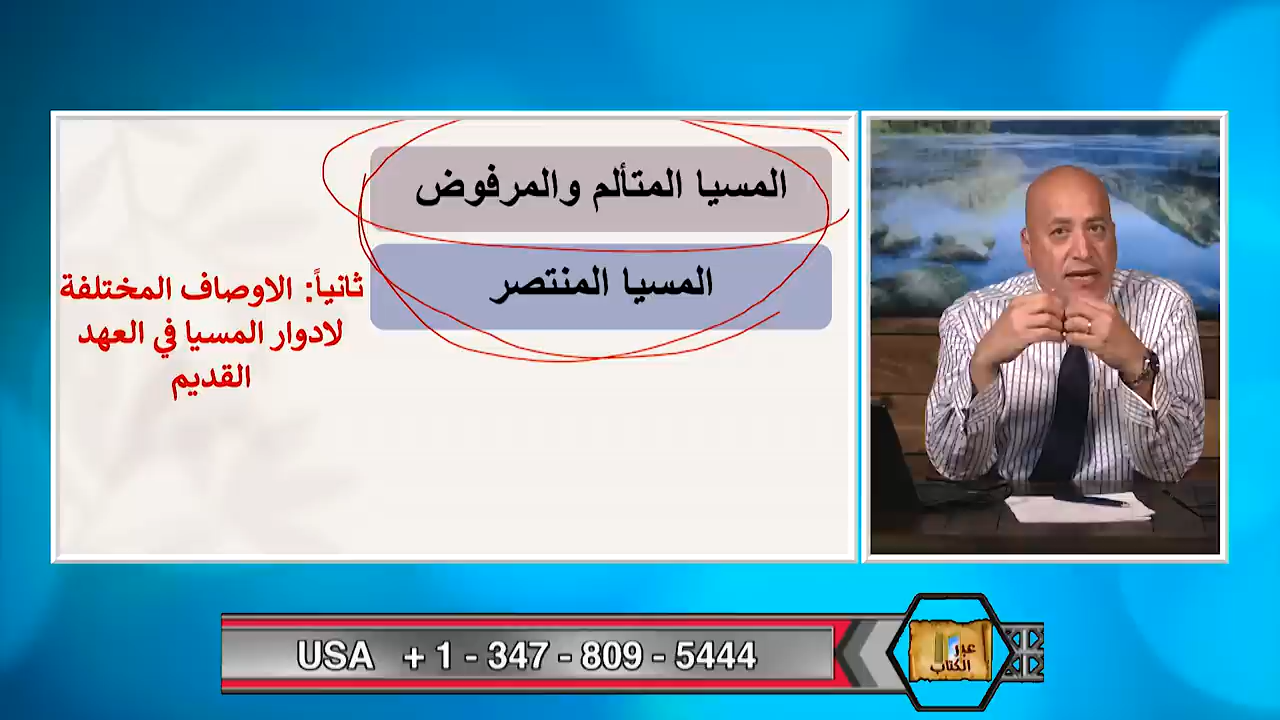 المسيا المتألم والمرفوض
المسيا المنتصر
ثانياً: الاوصاف المختلفة
لادوار المسيا في العهد
القديم
USA + 1 - 347 - 809 - 5444
عبر
الكتاب